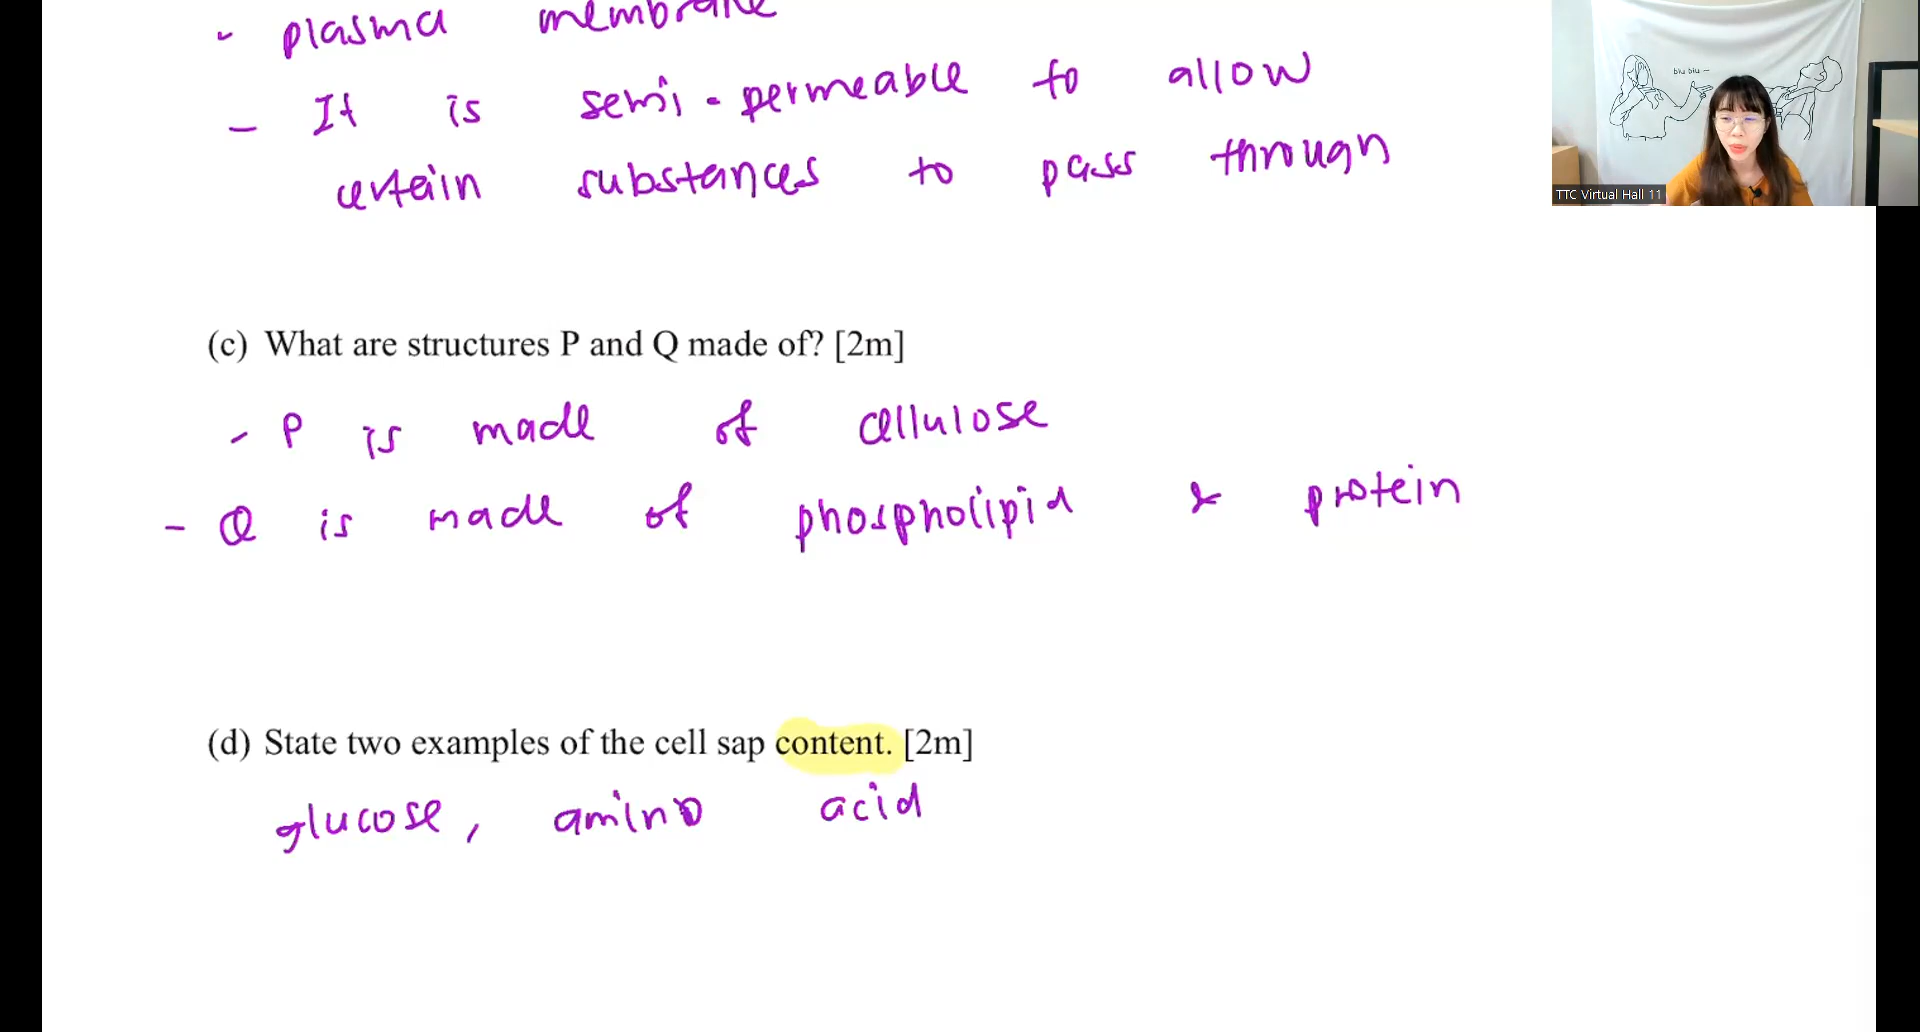 - plasma membrane
- It is semi-permeable to allow
certain substances to pass through
biu biu ~
TTC Virtual Hall 11
(c) What are structures P and Q made of? [2m]
- P is made of cellulose
- Q is made of phospholipid & protein
(d) State two examples of the cell sap content. [2m]
glucose, amino acid